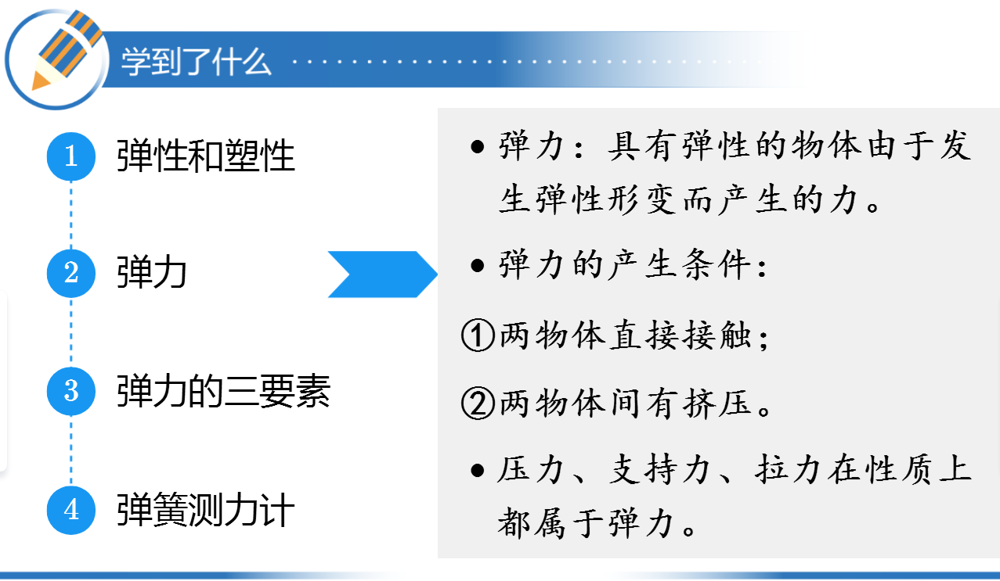 学到了什么
1 弹性和塑性
2 弹力
3 弹力的三要素
4 弹簧测力计
• 弹力：具有弹性的物体由于发
生弹性形变而产生的力。
• 弹力的产生条件：
①两物体直接接触；
②两物体间有挤压。
• 压力、支持力、拉力在性质上
都属于弹力。